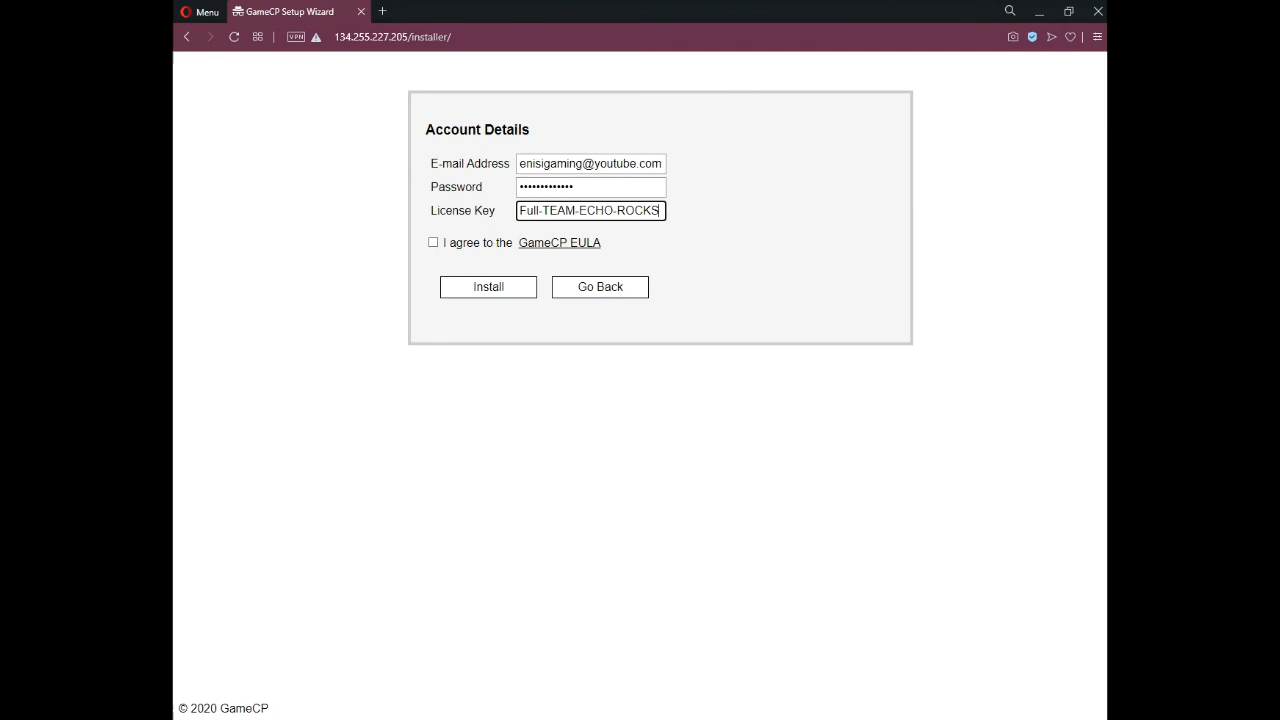 Menu
GameCP Setup Wizard
VPN
134.255.227.205/installer/
Account Details
E-mail Address enisigaming@youtube.com
Password •••••••••••••
License Key Full-TEAM-ECHO-ROCKS
I agree to the GameCP EULA
Install Go Back
© 2020 GameCP